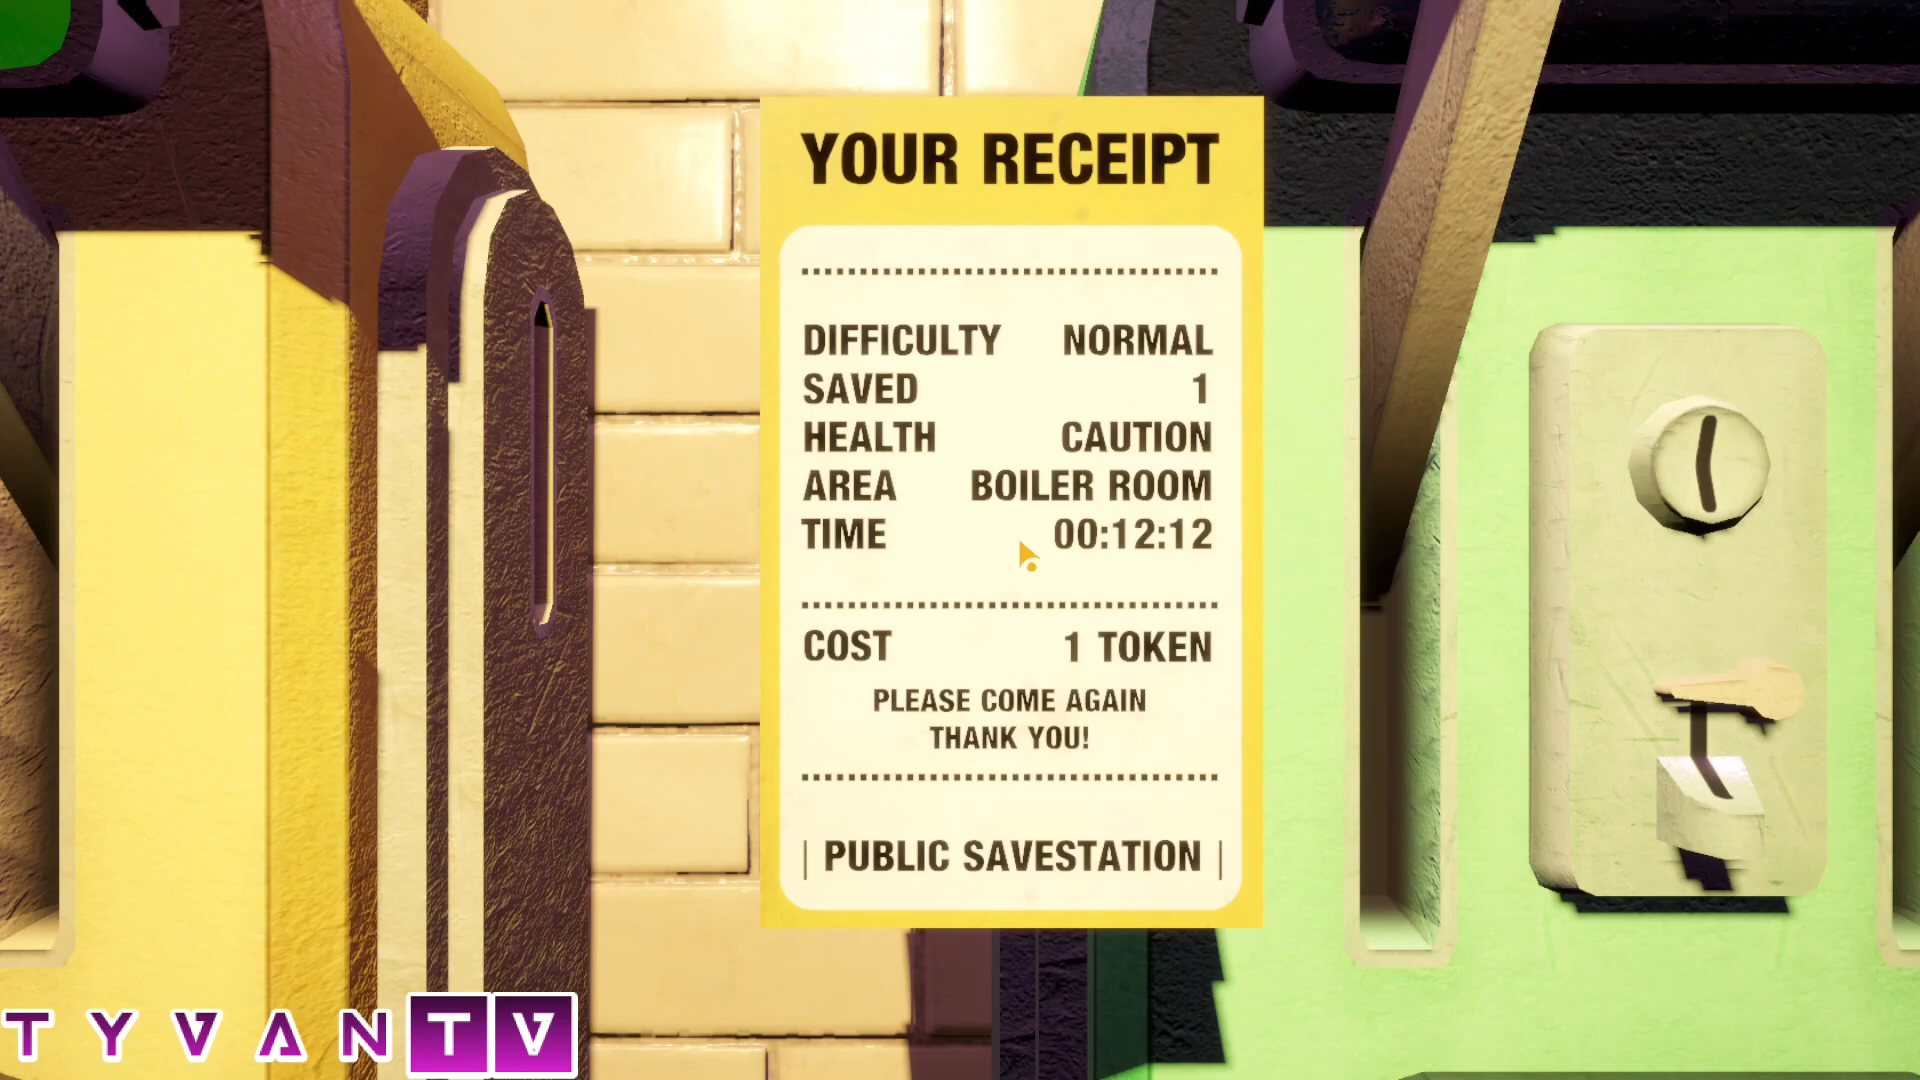 YOUR RECEIPT
DIFFICULTY NORMAL
SAVED 1
HEALTH CAUTION
AREA BOILER ROOM
TIME 00:12:12
COST 1 TOKEN
PLEASE COME AGAIN
THANK YOU!
| PUBLIC SAVESTATION |
TYVANTV